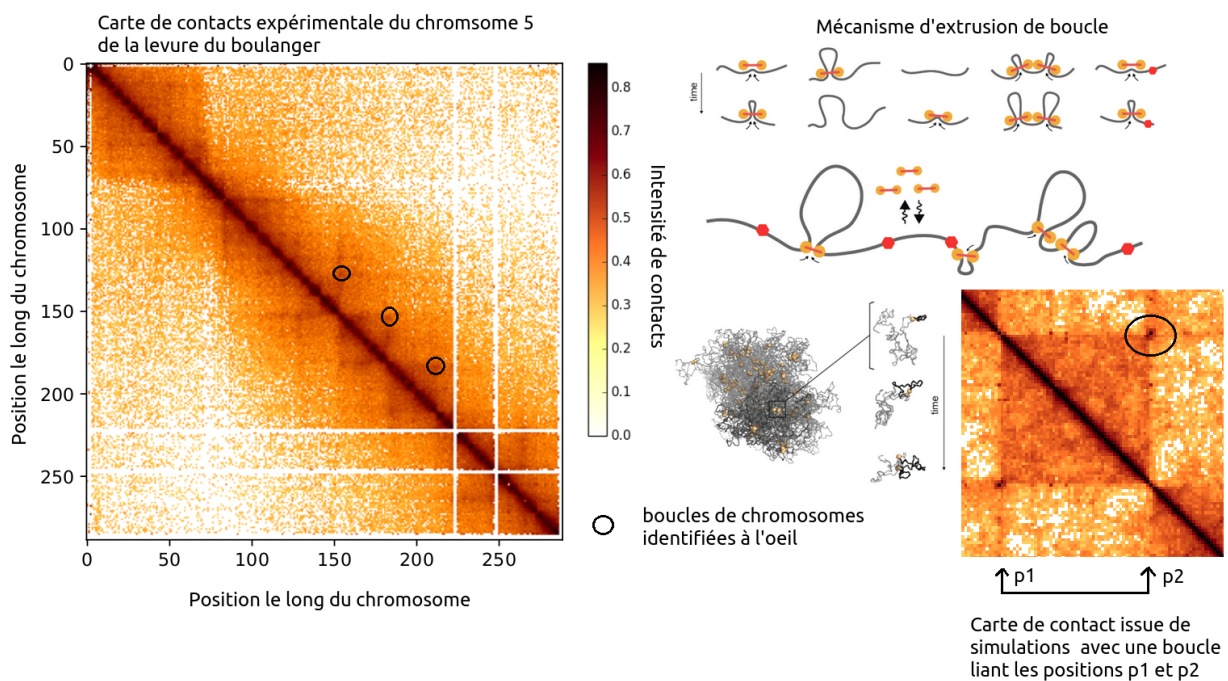 Carte de contacts expérimentale du chromsome 5
de la levure du boulanger
0
50
100
150
200
250
0
50
100
150
200
250
Position le long du chromosome
Position le long du chromosome
0.8
0.7
0.6
0.5
0.4
0.3
0.2
0.1
0.0
Intensité de contacts
Mécanisme d'extrusion de boucle
time
time
boucles de chromosomes
identifiées à l'oeil
p1
p2
Carte de contact issue de
simulations avec une boucle
liant les positions p1 et p2